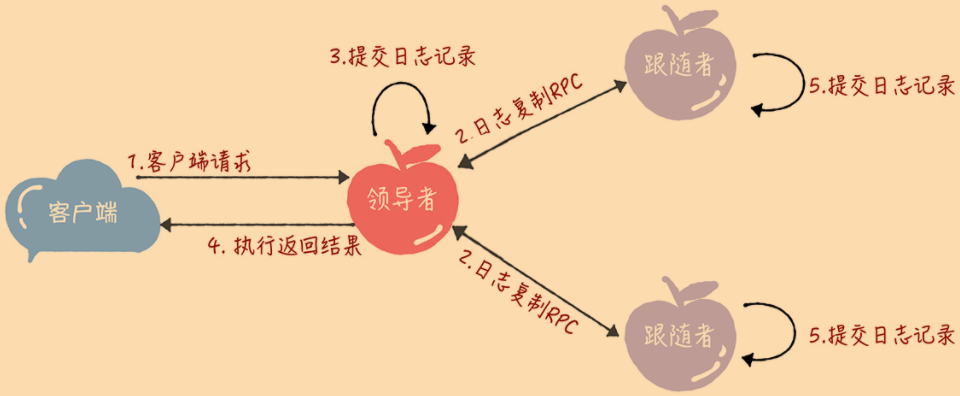 3.提交日志记录
跟随者
5.提交日志记录
2.日志复制RPC
1.客户端请求
客户端
领导者
4. 执行返回结果
2.日志复制RPC
跟随者
5.提交日志记录